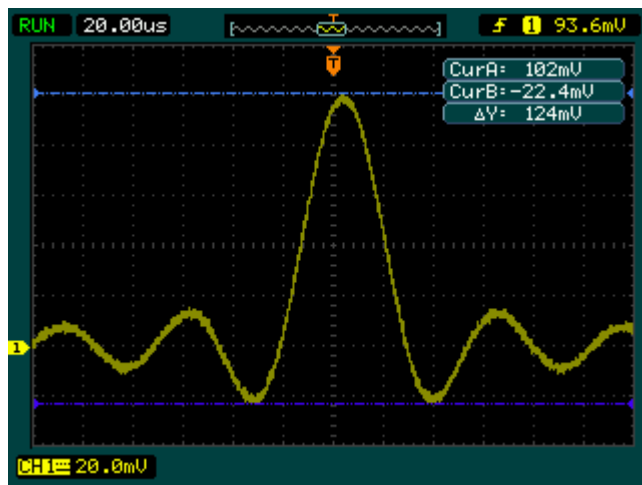 RUN 20.00us T ƒ 1 93.6mV
T
CurA: 102mV
CurB:-22.4mV
ΔY: 124mV
1
CH1 20.0mV